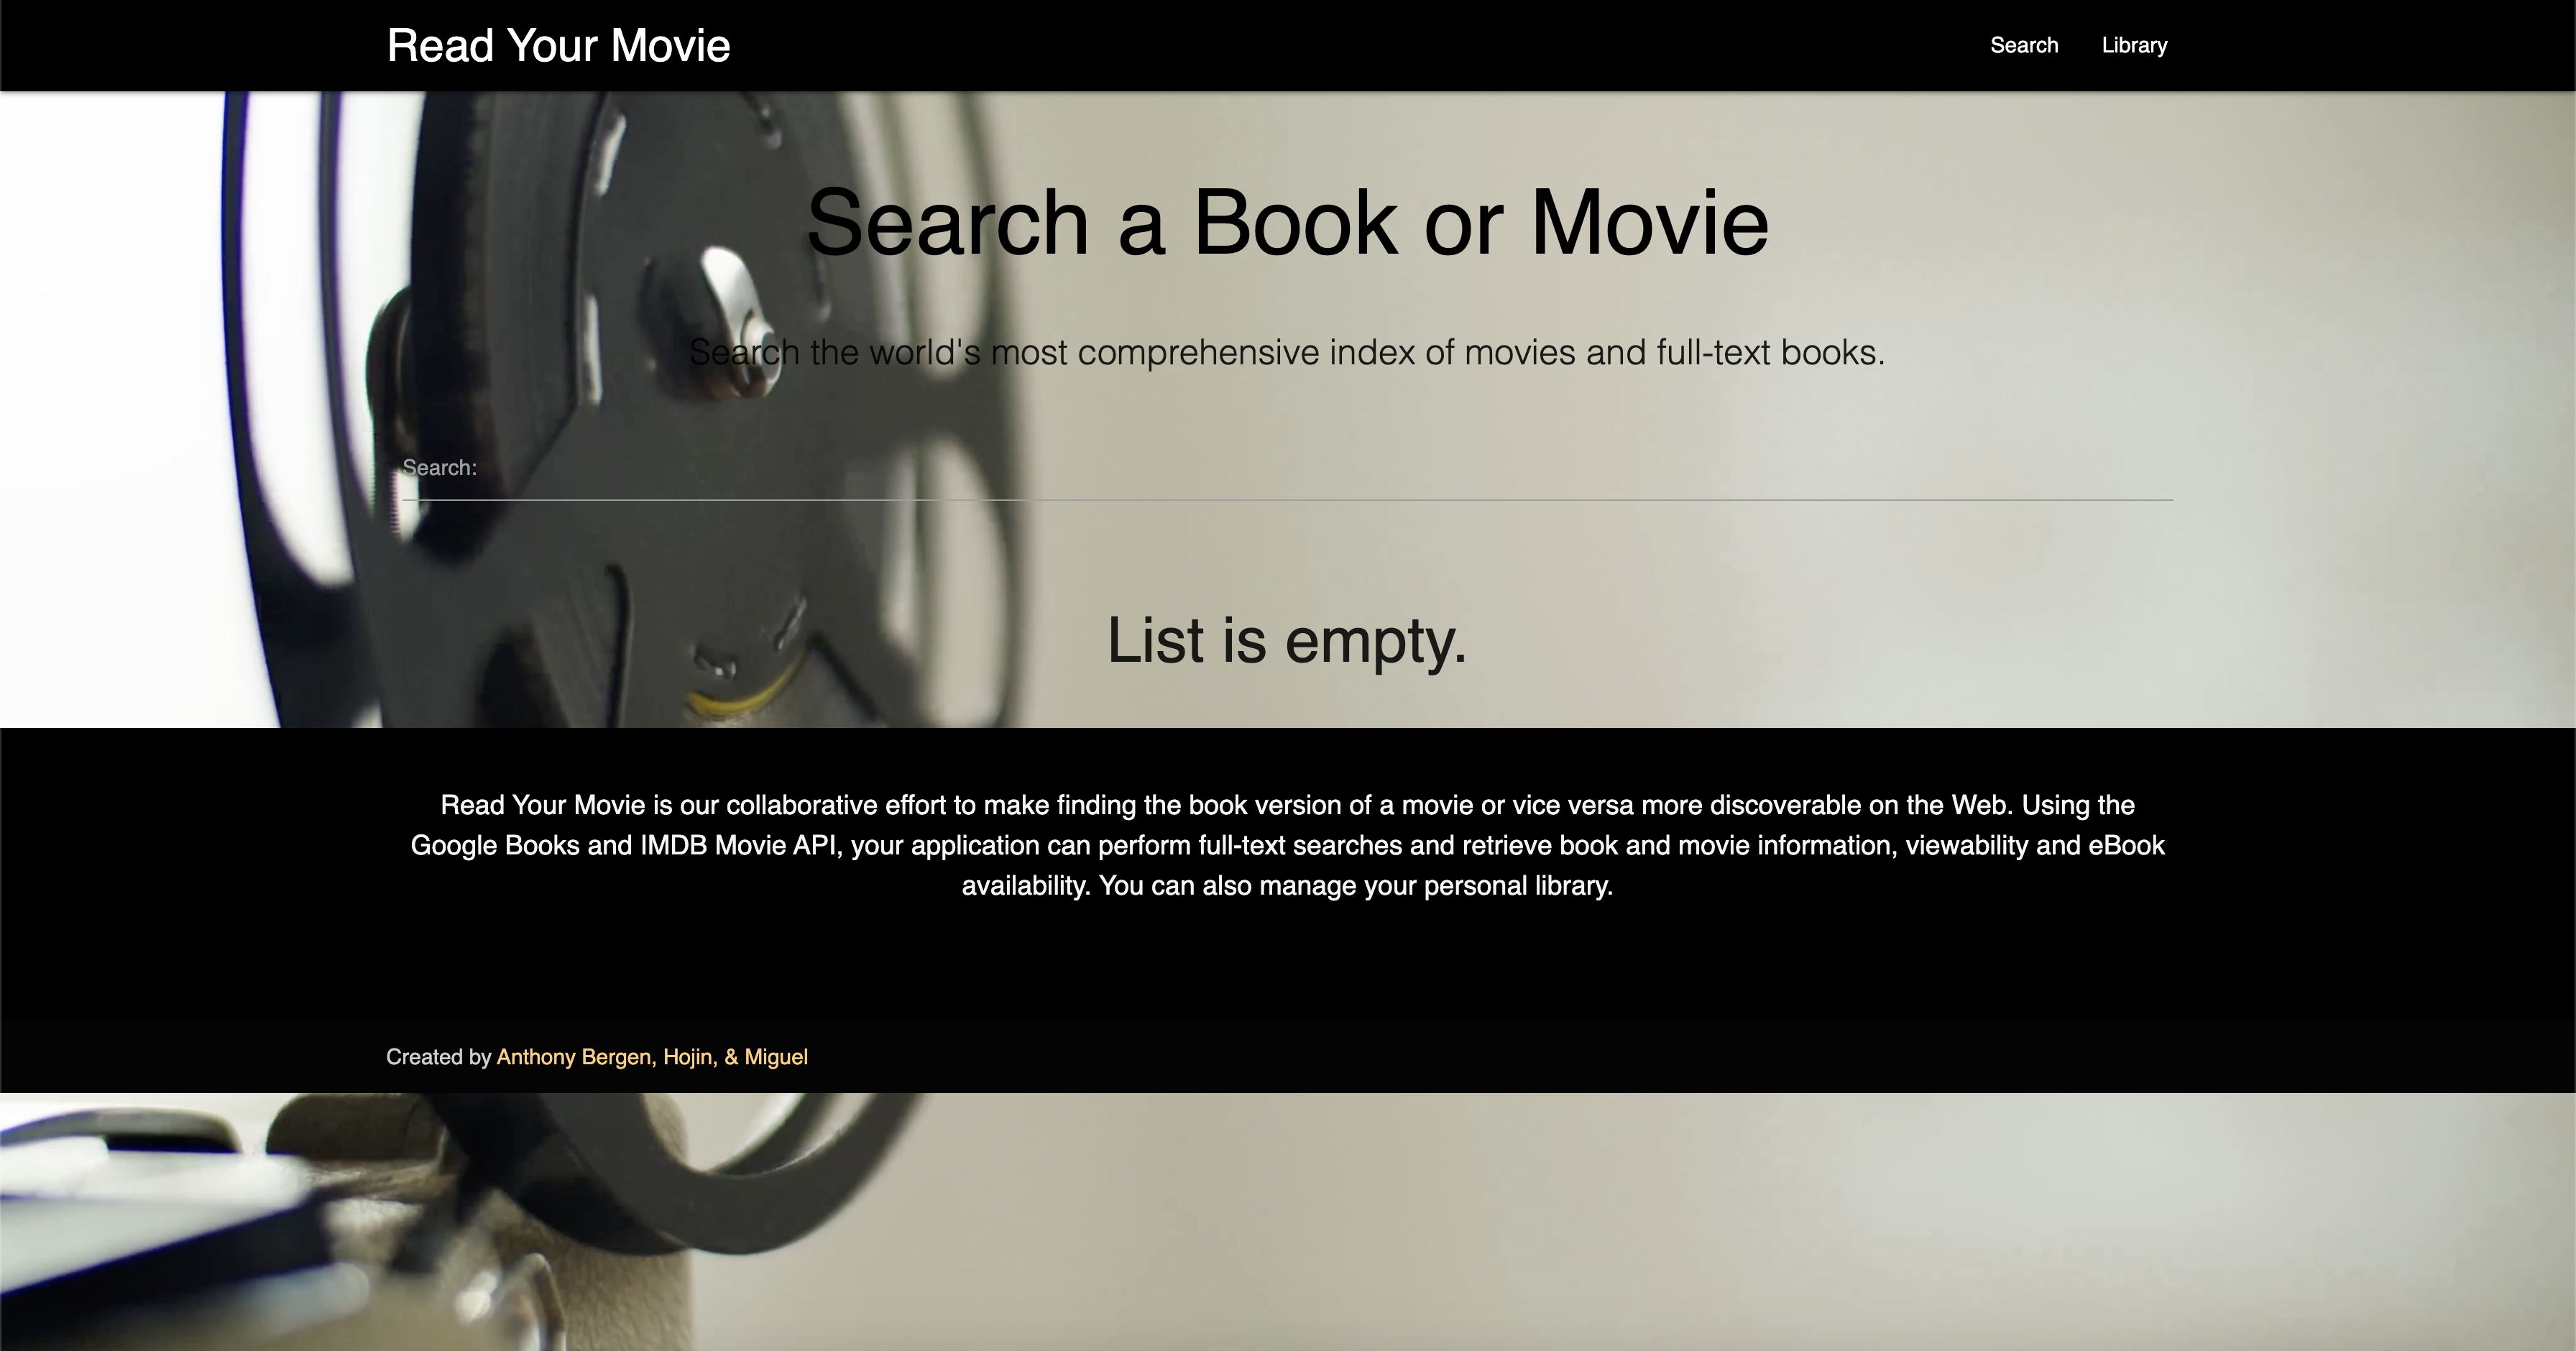 Read Your Movie
Search Library
Search a Book or Movie
Search the world's most comprehensive index of movies and full-text books.
Search:
List is empty.
Read Your Movie is our collaborative effort to make finding the book version of a movie or vice versa more discoverable on the Web. Using the
Google Books and IMDB Movie API, your application can perform full-text searches and retrieve book and movie information, viewability and eBook
availability. You can also manage your personal library.
Created by Anthony Bergen, Hojin, & Miguel